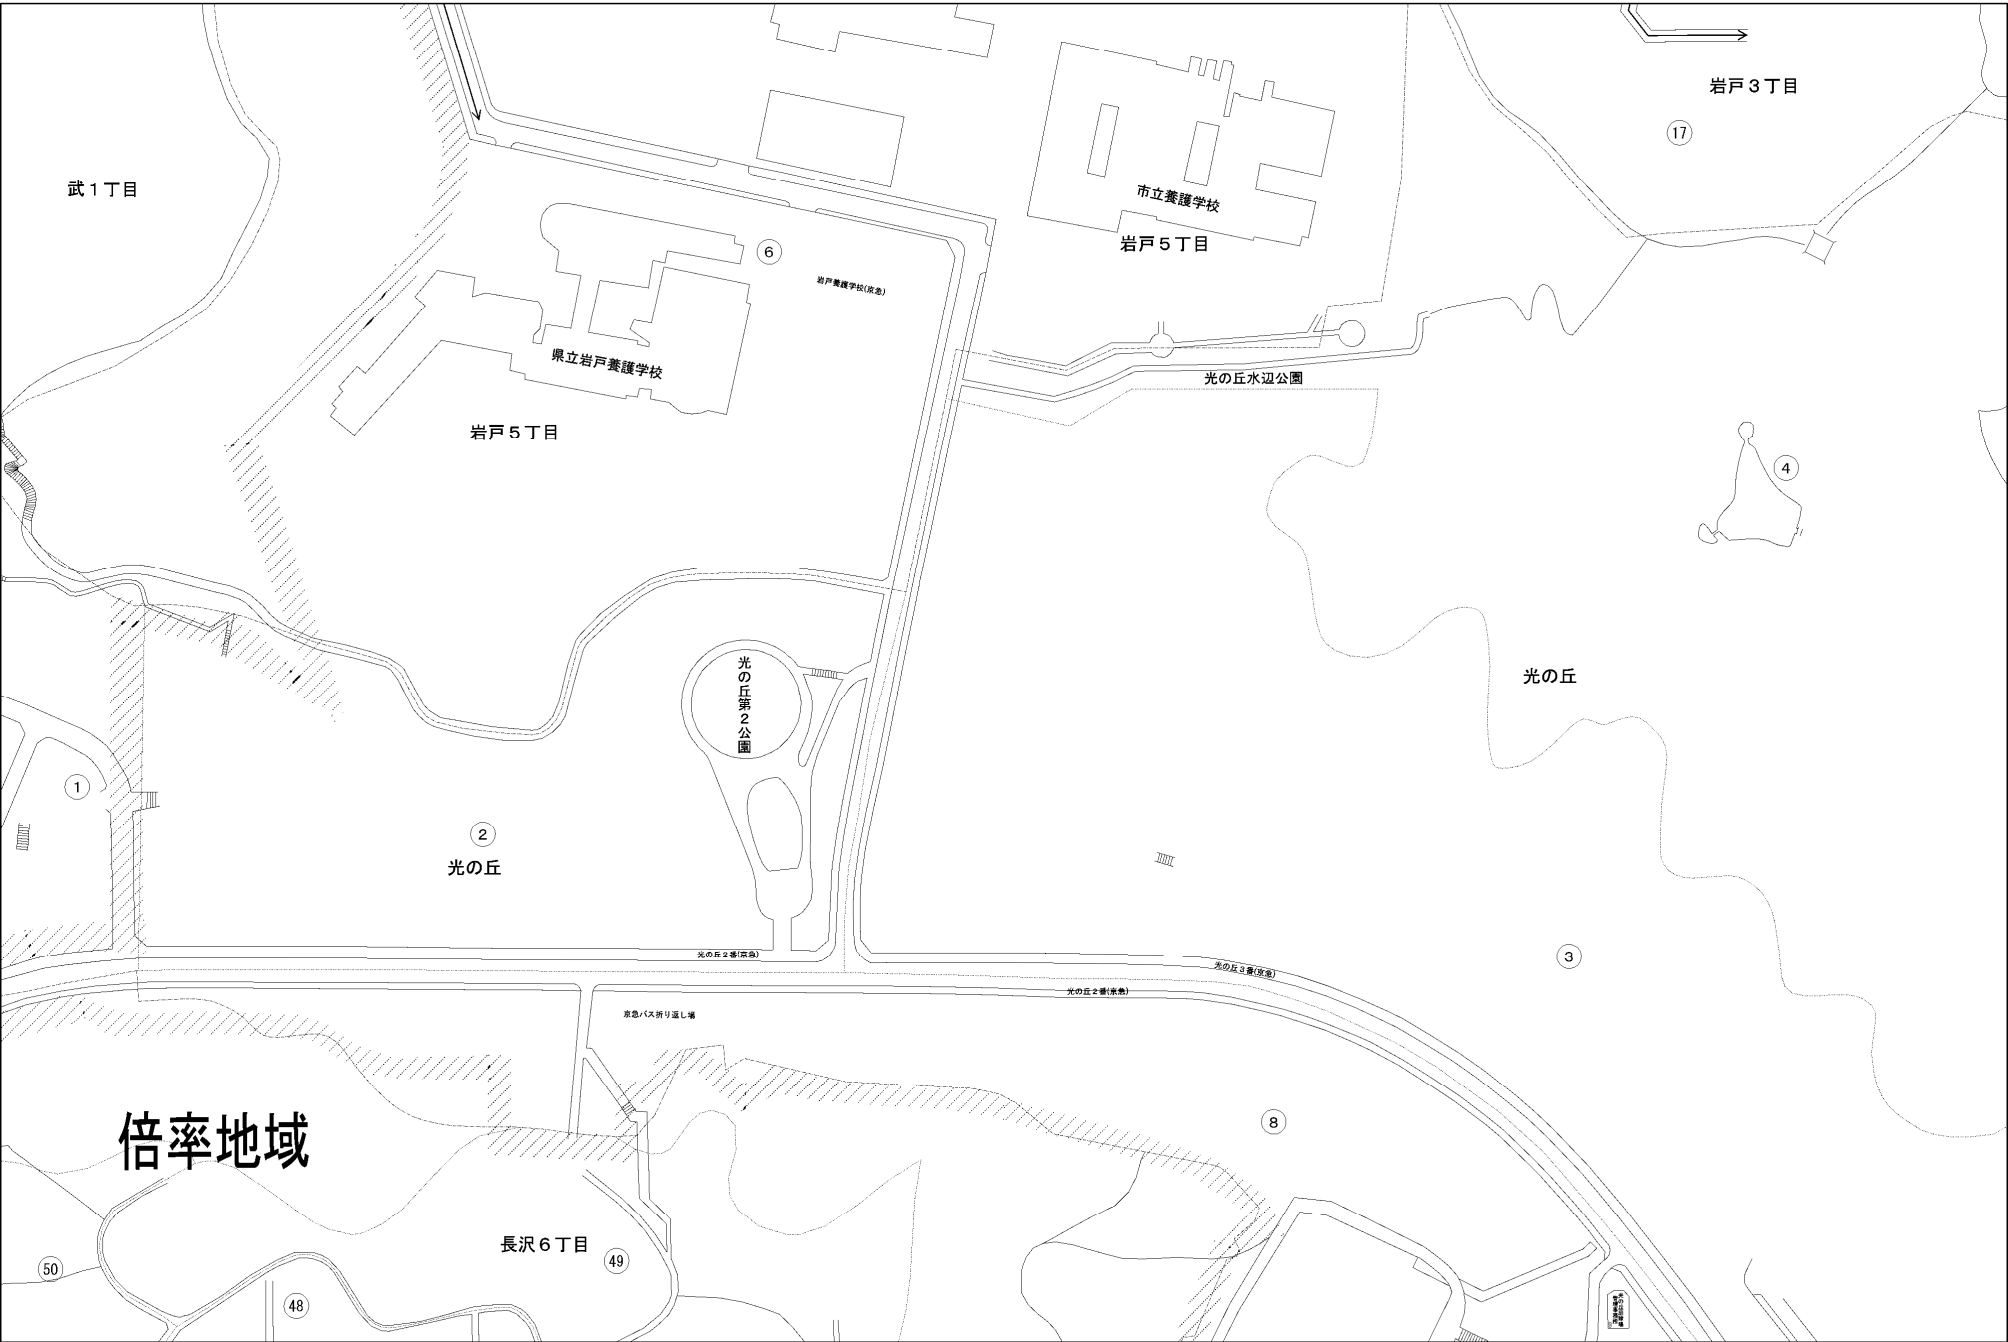 岩戸３丁目
17
武１丁目
市立養護学校
岩戸５丁目
6
岩戸養護学校(京急)
県立岩戸養護学校
光の丘水辺公園
岩戸５丁目
4
光の丘
光の丘第２公園
1
2
光の丘
光の丘２番(京急)
光の丘３番(京急)
3
光の丘２番(京急)
京急バス折り返し場
8
倍率地域
長沢６丁目
49
50
48